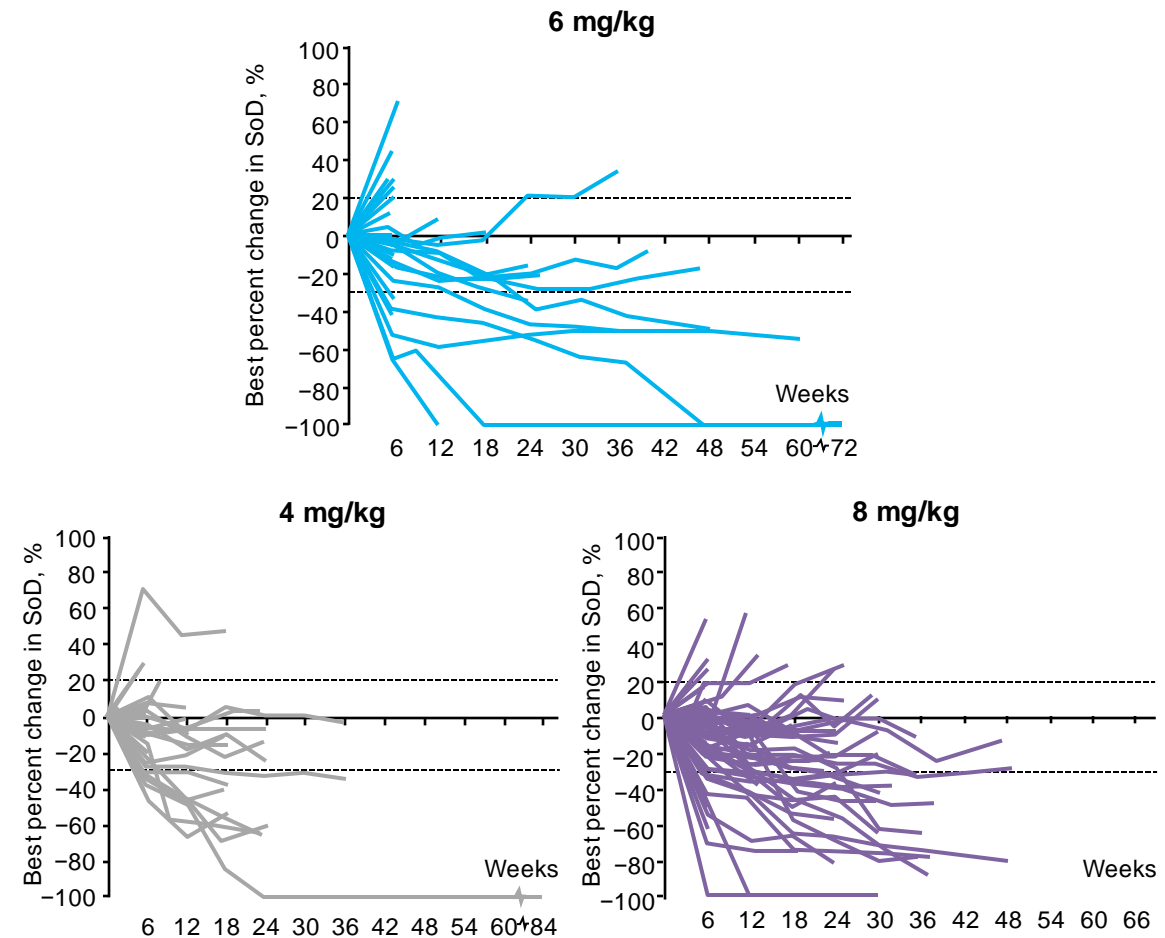 6 mg/kg
Best percent change in SoD, %
100
80
60
40
20
0
−20
−40
−60
−80
−100
Weeks
6 12 18 24 30 36 42 48 54 60 72
4 mg/kg
Best percent change in SoD, %
100
80
60
40
20
0
−20
−40
−60
−80
−100
Weeks
6 12 18 24 30 36 42 48 54 60 84
8 mg/kg
Best percent change in SoD, %
100
80
60
40
20
0
−20
−40
−60
−80
−100
Weeks
6 12 18 24 30 36 42 48 54 60 66